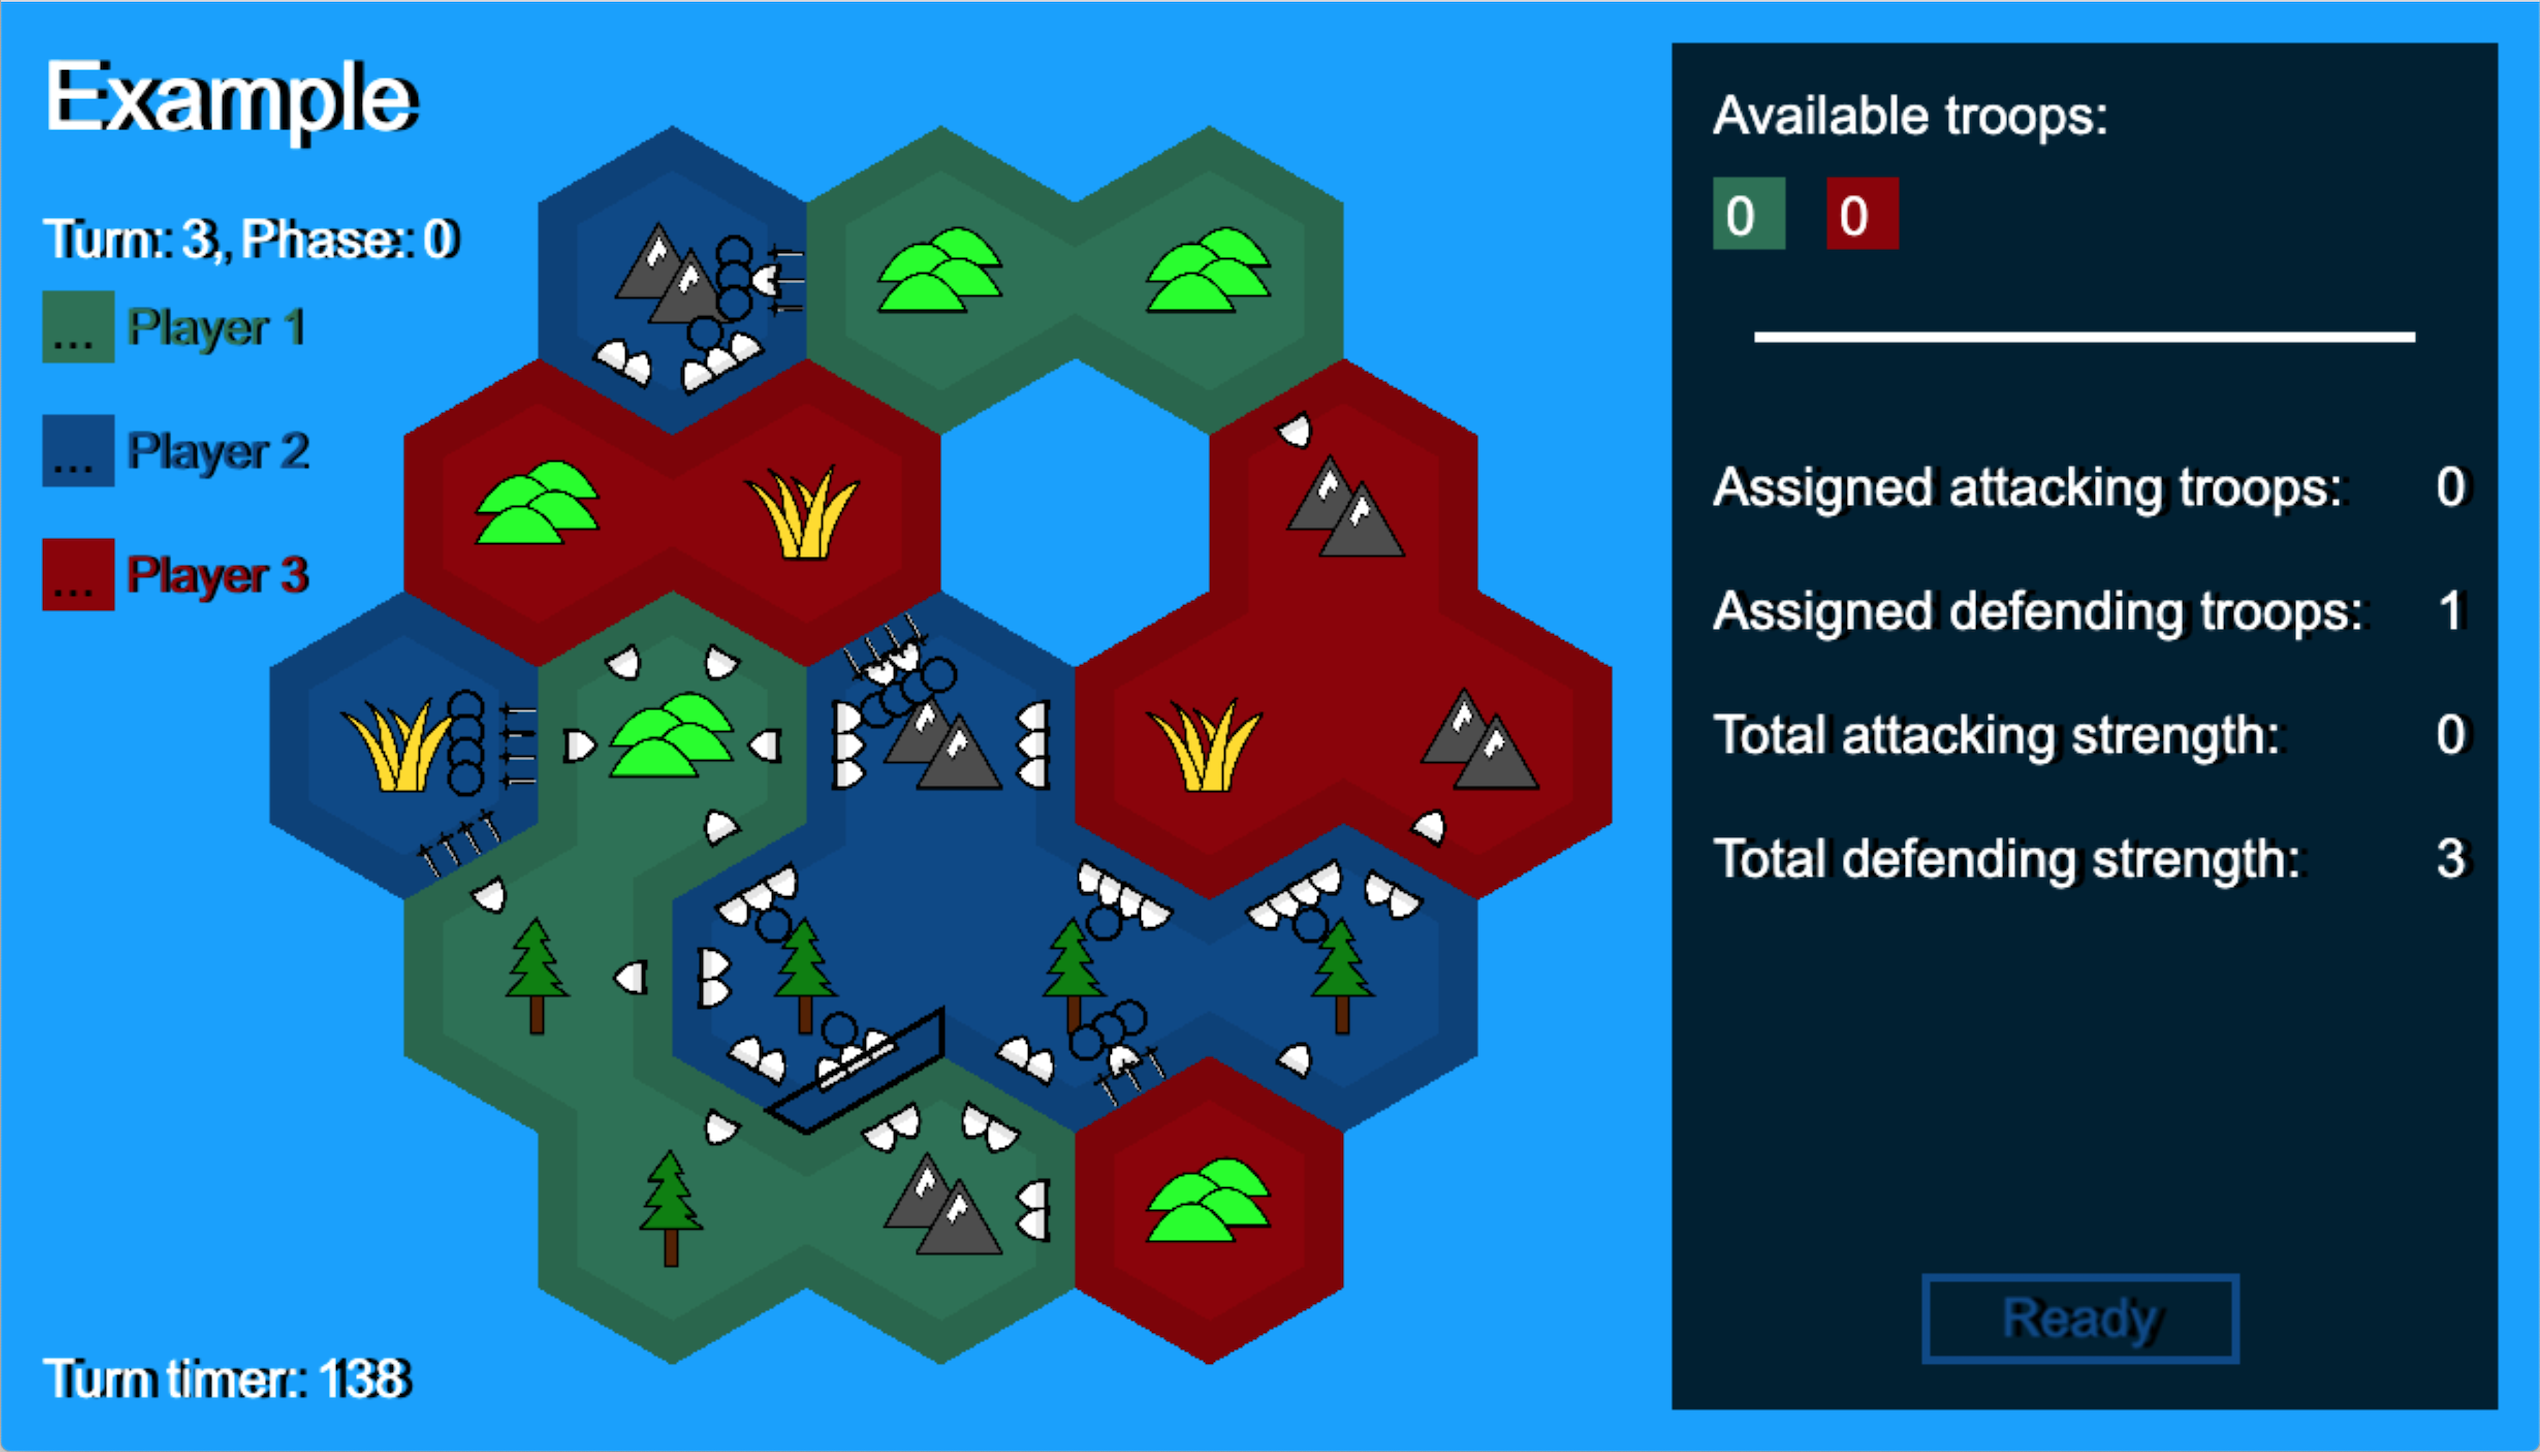 Example
Turn: 3, Phase: 0
... Player 1
... Player 2
... Player 3
Turn timer: 138
Available troops:
0 0
Assigned attacking troops: 0
Assigned defending troops: 1
Total attacking strength: 0
Total defending strength: 3
Ready